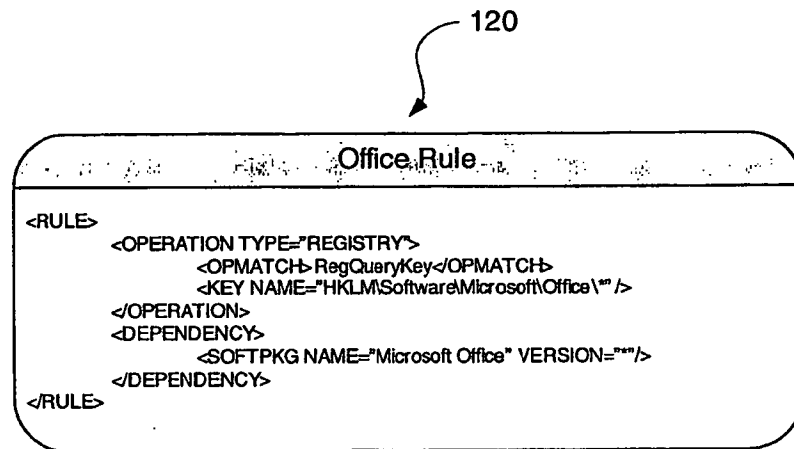 120
Office Rule
<RULE>
<OPERATION TYPE="REGISTRY">
<OPMATCH>RegQueryKey</OPMATCH>
<KEY NAME="HKLM\Software\Microsoft\Office\*" />
</OPERATION>
<DEPENDENCY>
<SOFTPKG NAME="Microsoft Office" VERSION="*"/>
</DEPENDENCY>
</RULE>